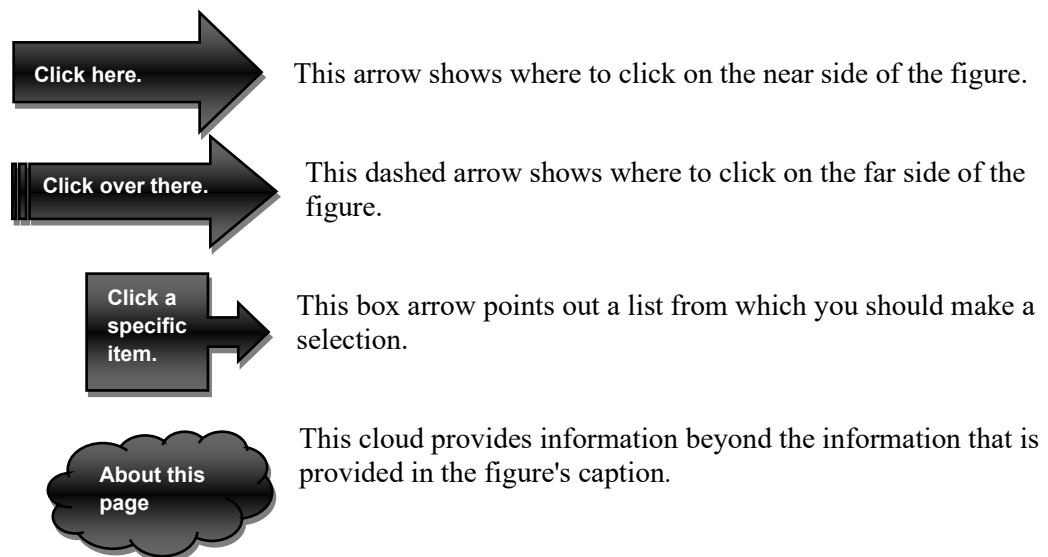 Click here.
This arrow shows where to click on the near side of the figure.
Click over there.
This dashed arrow shows where to click on the far side of the
figure.
Click a
specific
item.
This box arrow points out a list from which you should make a
selection.
About this
page
This cloud provides information beyond the information that is
provided in the figure's caption.